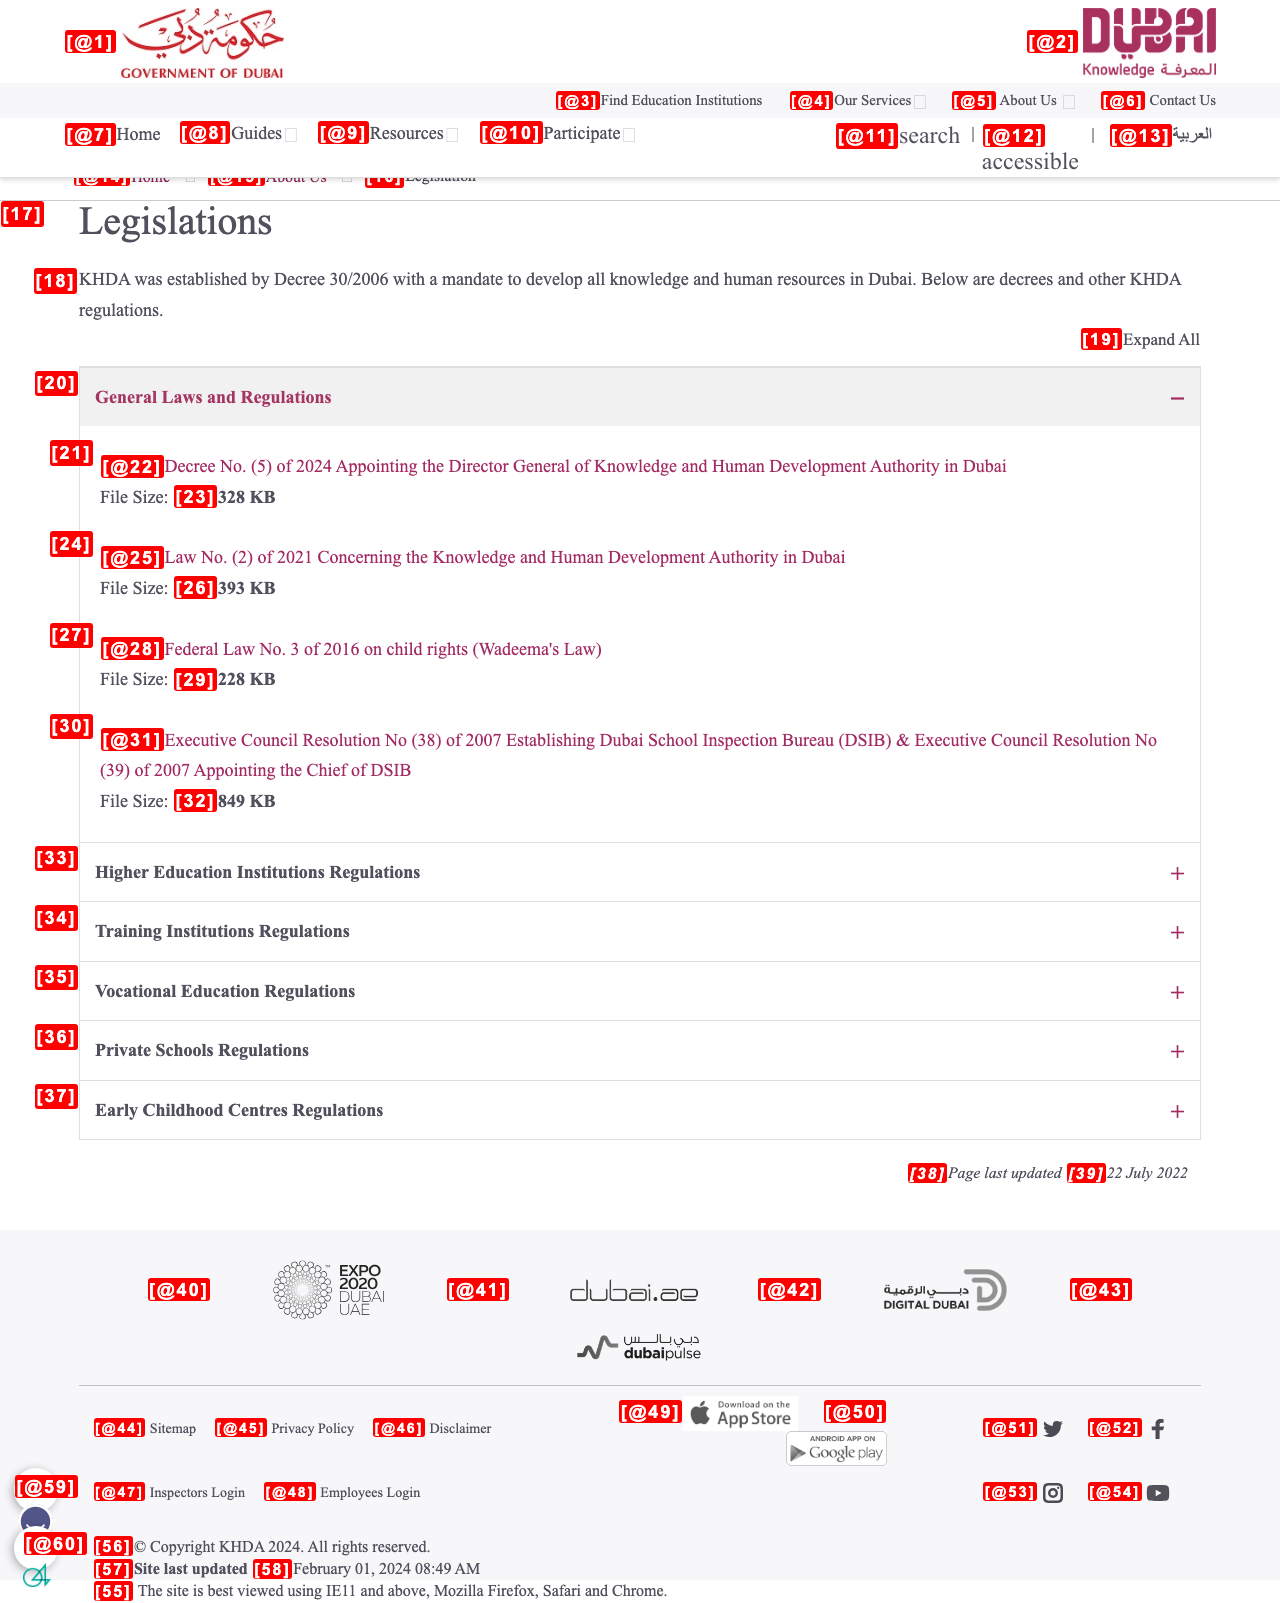 [@1] حكومة دبي
GOVERNMENT OF DUBAI
[@2] DUBAI
Knowledge المعرفة
[@3] Find Education Institutions [@4] Our Services [@5] About Us [@6] Contact Us
[@7] Home [@8] Guides [@9] Resources [@10] Participate [@11] search | [@12] accessible | [@13] العربية
[@14] Home [@15] About Us [16] Legislation
[17] Legislations
[18] KHDA was established by Decree 30/2006 with a mandate to develop all knowledge and human resources in Dubai. Below are decrees and other KHDA
regulations.
[19] Expand All
[20] General Laws and Regulations
[21] [@22] Decree No. (5) of 2024 Appointing the Director General of Knowledge and Human Development Authority in Dubai
File Size: [23] 328 KB
[24] [@25] Law No. (2) of 2021 Concerning the Knowledge and Human Development Authority in Dubai
File Size: [26] 393 KB
[27] [@28] Federal Law No. 3 of 2016 on child rights (Wadeema's Law)
File Size: [29] 228 KB
[30] [@31] Executive Council Resolution No (38) of 2007 Establishing Dubai School Inspection Bureau (DSIB) & Executive Council Resolution No
(39) of 2007 Appointing the Chief of DSIB
File Size: [32] 849 KB
[33] Higher Education Institutions Regulations
[34] Training Institutions Regulations
[35] Vocational Education Regulations
[36] Private Schools Regulations
[37] Early Childhood Centres Regulations
[38] Page last updated [39] 22 July 2022
[@40] EXPO 2020 DUBAI UAE [@41] dubai.ae [@42] دبي الرقمية DIGITAL DUBAI [@43]
دبي بالس
dubaipulse
[@44] Sitemap [@45] Privacy Policy [@46] Disclaimer [@49] Download on the App Store [@50] ANDROID APP ON Google play [@51] [@52]
[@59] [@47] Inspectors Login [@48] Employees Login [@53] [@54]
[@60] [56] © Copyright KHDA 2024. All rights reserved.
[57] Site last updated [58] February 01, 2024 08:49 AM
[55] The site is best viewed using IE11 and above, Mozilla Firefox, Safari and Chrome.